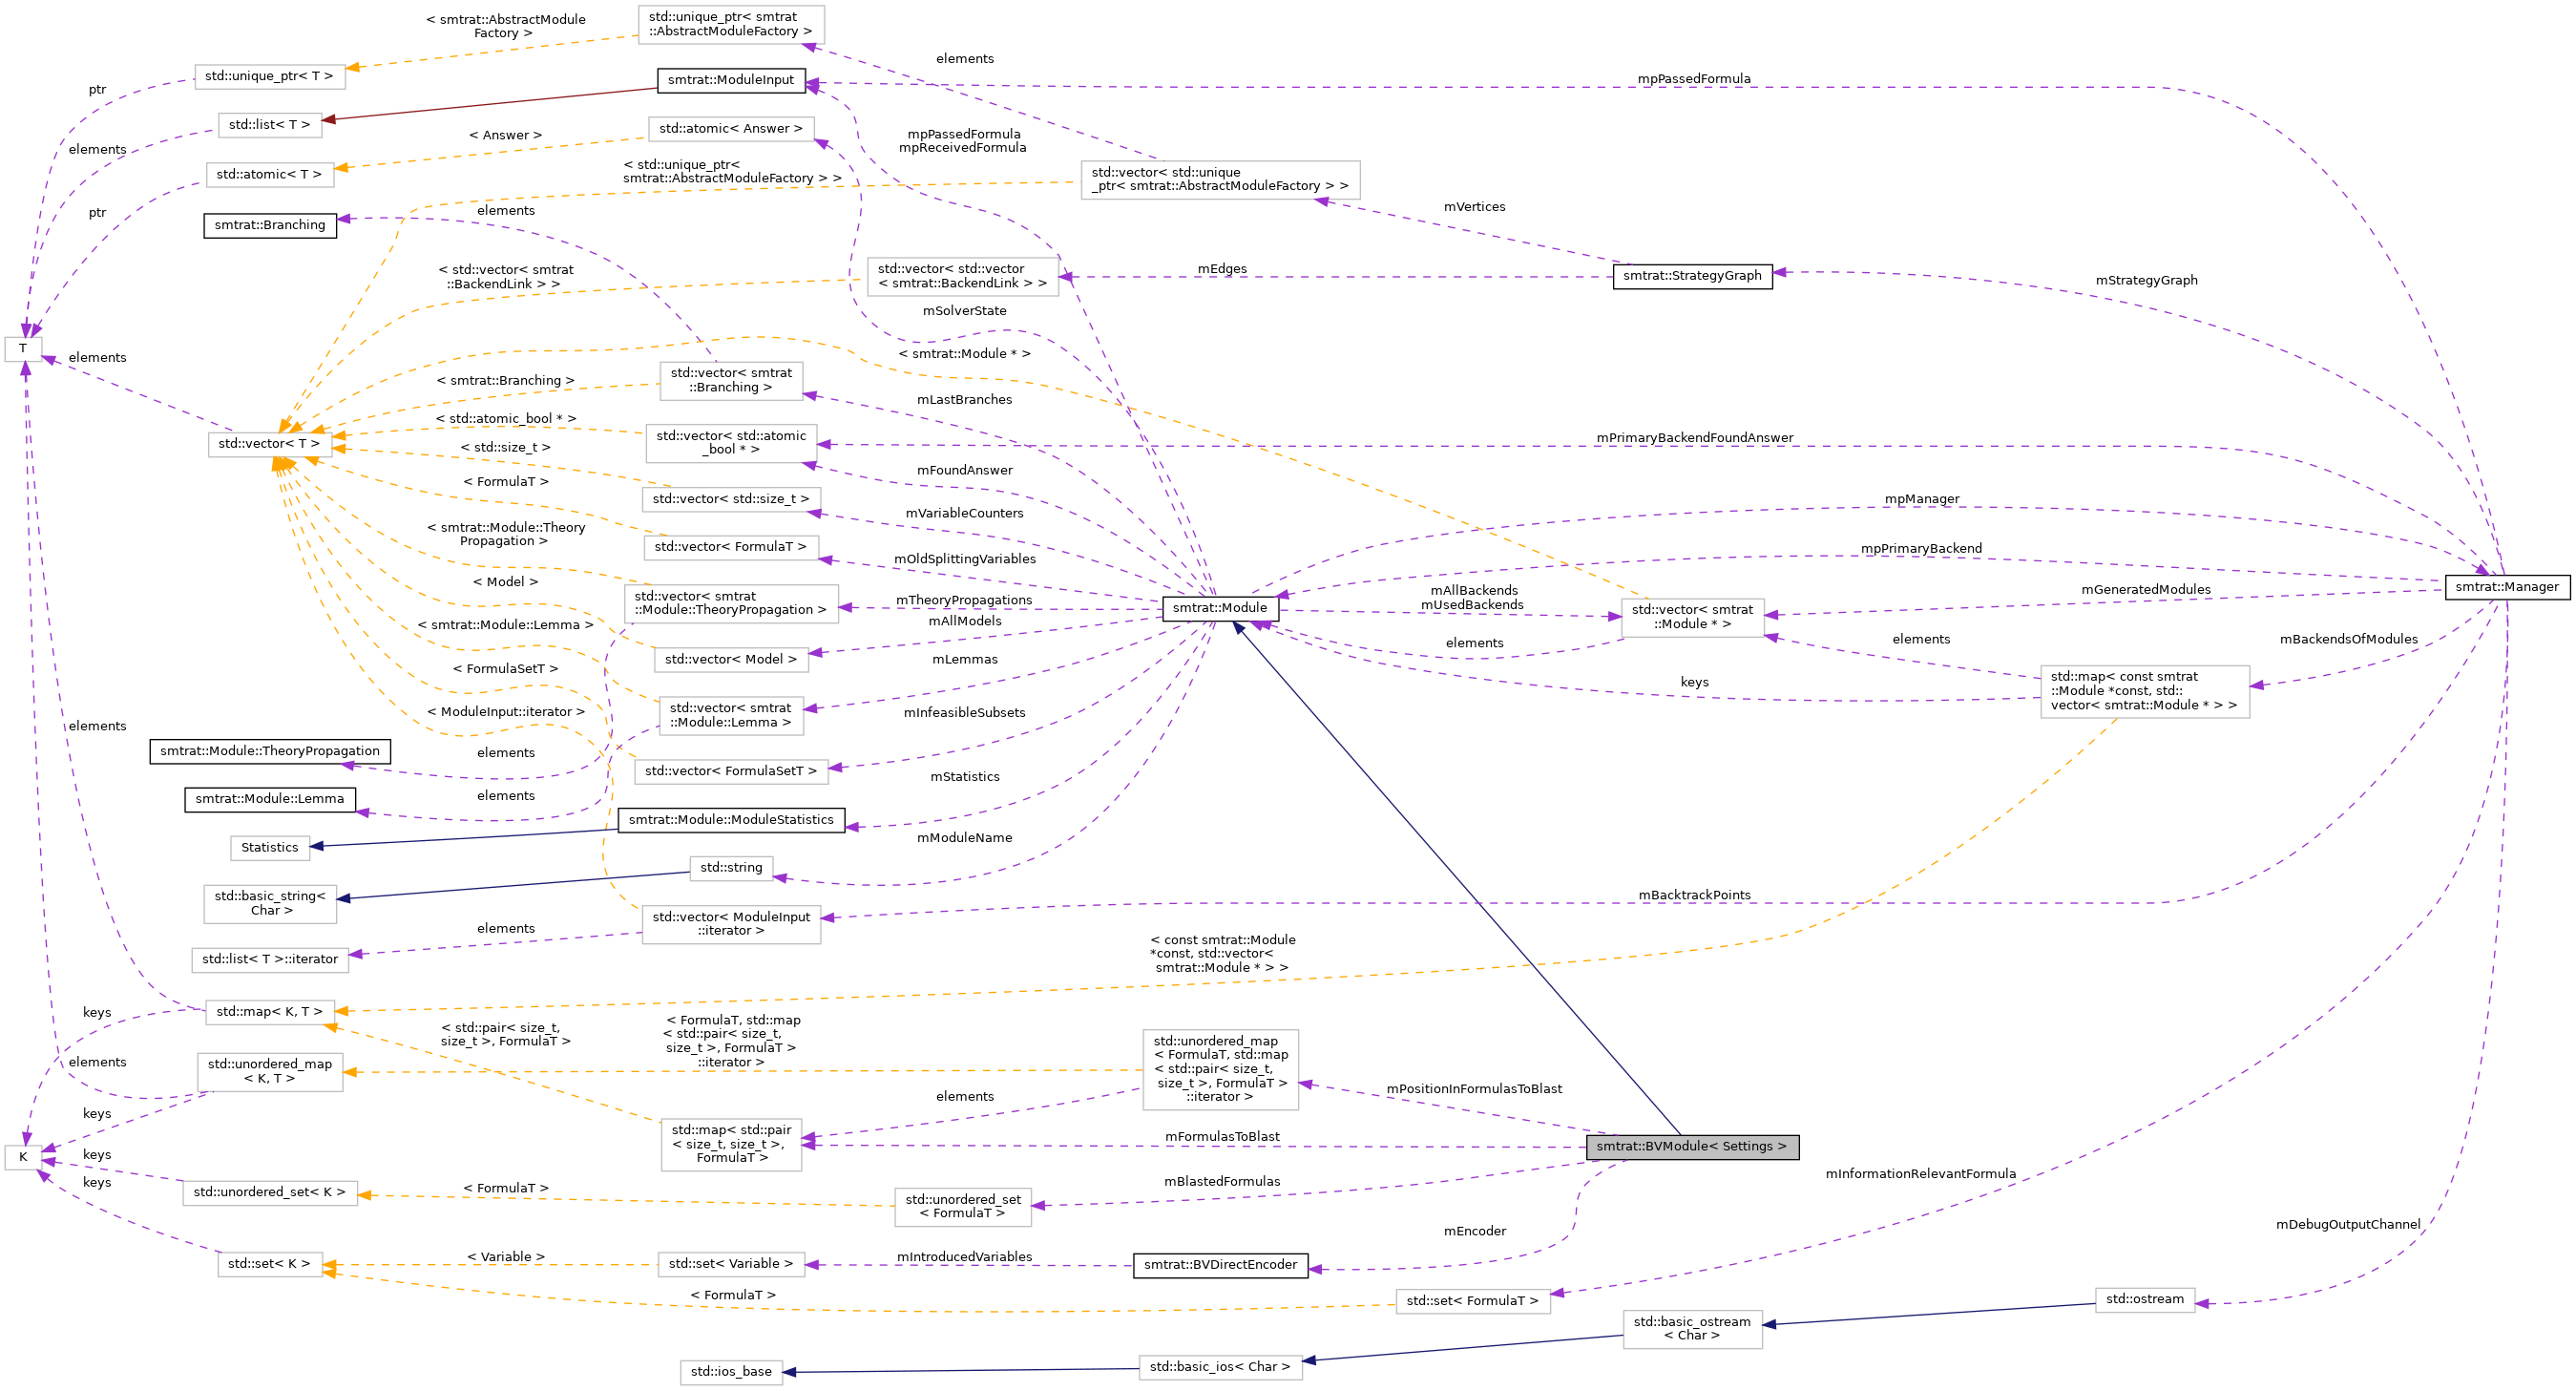 < smtrat::AbstractModule
Factory >
std::unique_ptr< smtrat
::AbstractModuleFactory >
std::unique_ptr< T >
ptr
elements
smtrat::ModuleInput
mpPassedFormula
std::list< T >
elements
< Answer >
std::atomic< Answer >
mpPassedFormula
mpReceivedFormula
std::atomic< T >
ptr
< std::unique_ptr<
smtrat::AbstractModuleFactory > >
std::vector< std::unique
_ptr< smtrat::AbstractModuleFactory > >
mVertices
smtrat::Branching
elements
< std::vector< smtrat
::BackendLink > >
std::vector< std::vector
< smtrat::BackendLink > >
mEdges
smtrat::StrategyGraph
mStrategyGraph
mSolverState
T
elements
< smtrat::Module * >
std::vector< smtrat
::Branching >
< smtrat::Branching >
mLastBranches
< std::atomic_bool * >
std::vector< std::atomic
_bool * >
mPrimaryBackendFoundAnswer
std::vector< T >
< std::size_t >
mFoundAnswer
< FormulaT >
std::vector< std::size_t >
mpManager
mVariableCounters
< smtrat::Module::Theory
Propagation >
std::vector< FormulaT >
mpPrimaryBackend
mOldSplittingVariables
< Model >
std::vector< smtrat
::Module::TheoryPropagation >
mTheoryPropagations
smtrat::Module
mAllBackends
mUsedBackends
std::vector< smtrat
::Module * >
mGeneratedModules
smtrat::Manager
< smtrat::Module::Lemma >
mAllModels
elements
elements
mBackendsOfModules
< FormulaSetT >
std::vector< Model >
mLemmas
keys
std::map< const smtrat
::Module *const, std::
vector< smtrat::Module * > >
< ModuleInput::iterator >
std::vector< smtrat
::Module::Lemma >
mInfeasibleSubsets
elements
smtrat::Module::TheoryPropagation
elements
std::vector< FormulaSetT >
mStatistics
smtrat::Module::Lemma
elements
smtrat::Module::ModuleStatistics
mModuleName
Statistics
std::string
std::basic_string<
Char >
mBacktrackPoints
std::vector< ModuleInput
::iterator >
elements
std::list< T >::iterator
< const smtrat::Module
*const, std::vector<
smtrat::Module * > >
std::map< K, T >
keys
< std::pair< size_t,
size_t >, FormulaT >
< FormulaT, std::map
< std::pair< size_t,
size_t >, FormulaT >
::iterator >
std::unordered_map
< FormulaT, std::map
< std::pair< size_t,
size_t >, FormulaT >
::iterator >
elements
std::unordered_map
< K, T >
mPositionInFormulasToBlast
elements
keys
std::map< std::pair
< size_t, size_t >,
FormulaT >
mFormulasToBlast
smtrat::BVModule< Settings >
K
keys
mInformationRelevantFormula
keys
std::unordered_set< K >
< FormulaT >
std::unordered_set
< FormulaT >
mBlastedFormulas
mEncoder
mDebugOutputChannel
std::set< K >
< Variable >
std::set< Variable >
mIntroducedVariables
smtrat::BVDirectEncoder
< FormulaT >
std::set< FormulaT >
std::ostream
std::basic_ostream
< Char >
std::basic_ios< Char >
std::ios_base